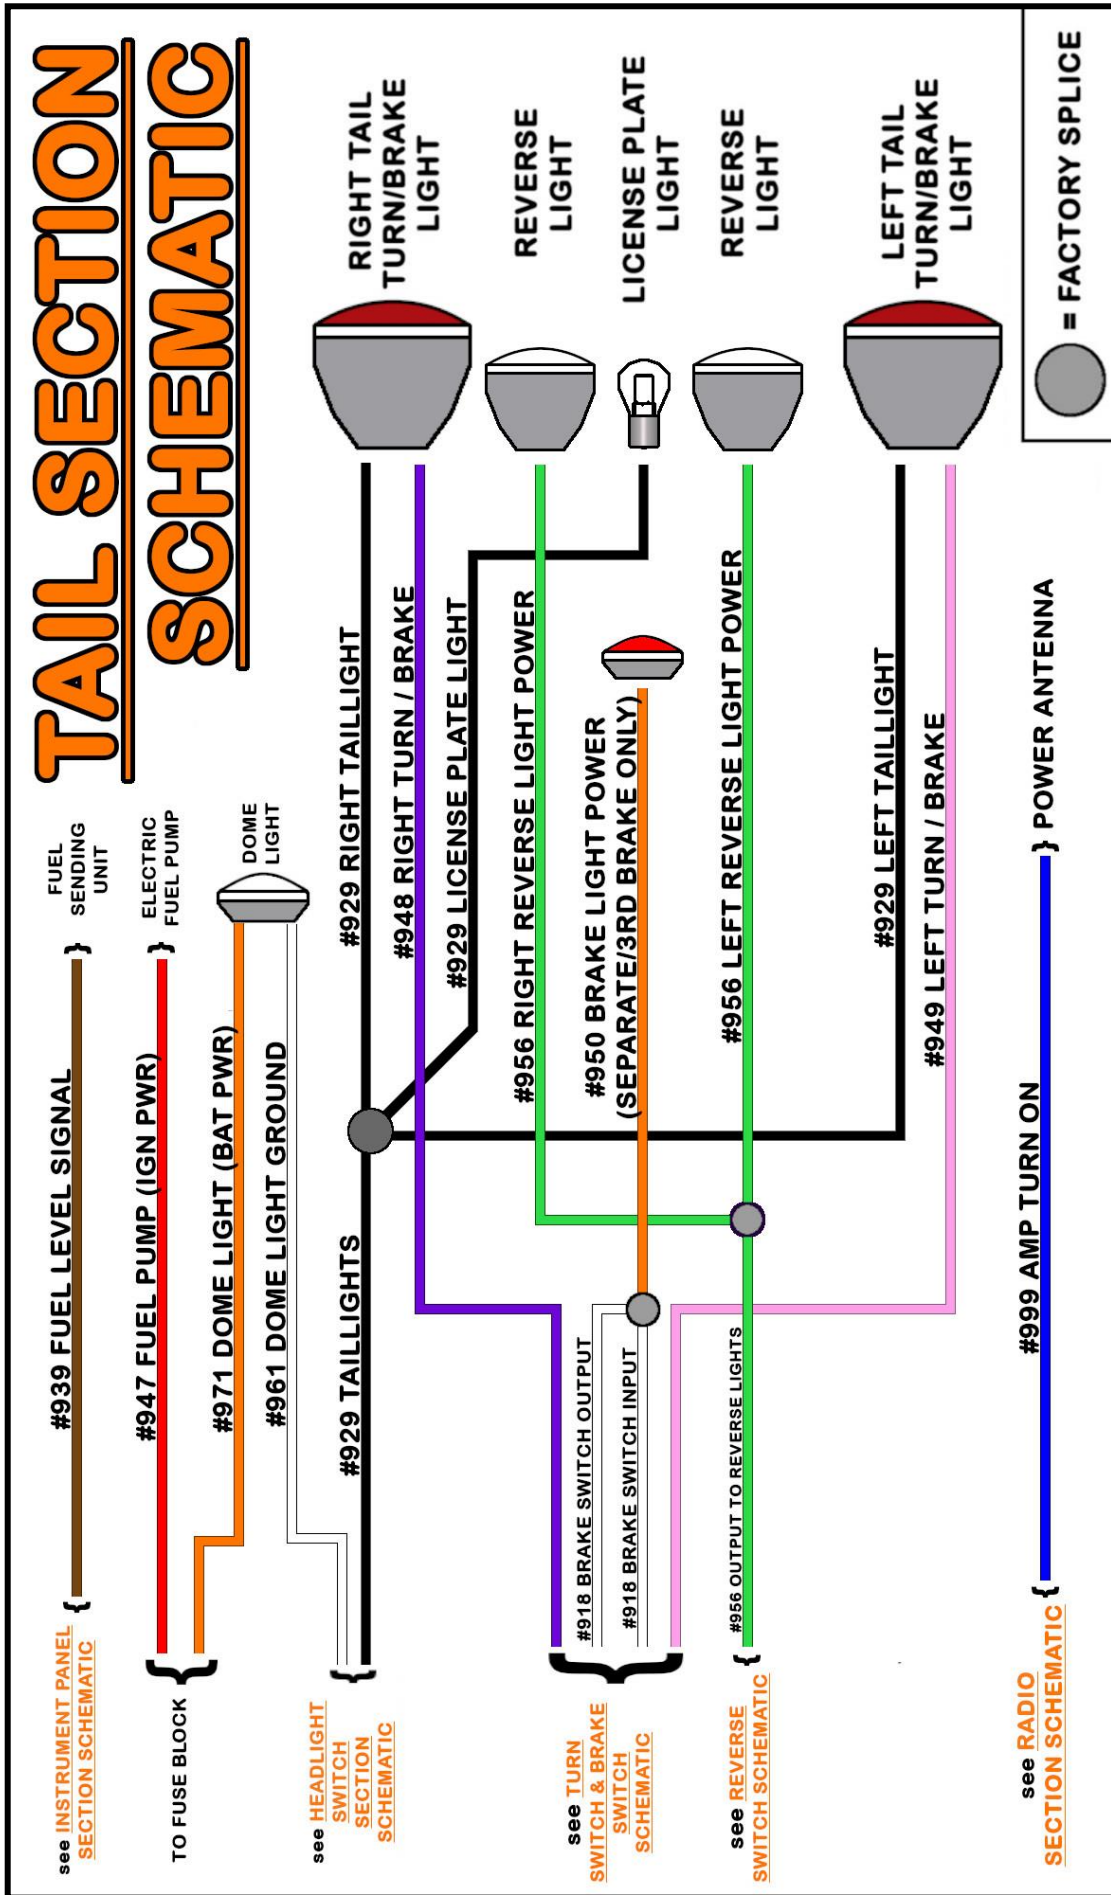 TAIL SECTION
SCHEMATIC
see INSTRUMENT PANEL
SECTION SCHEMATIC
#939 FUEL LEVEL SIGNAL
FUEL
SENDING
UNIT
TO FUSE BLOCK
#947 FUEL PUMP (IGN PWR)
ELECTRIC
FUEL PUMP
#971 DOME LIGHT (BAT PWR)
#961 DOME LIGHT GROUND
DOME
LIGHT
see HEADLIGHT
SWITCH
SECTION
SCHEMATIC
#929 TAILLIGHTS
#929 RIGHT TAILLIGHT
#948 RIGHT TURN / BRAKE
RIGHT TAIL
TURN/BRAKE
LIGHT
#929 LICENSE PLATE LIGHT
#956 RIGHT REVERSE LIGHT POWER
REVERSE
LIGHT
see TURN
SWITCH & BRAKE
SWITCH
SCHEMATIC
#918 BRAKE SWITCH OUTPUT
#918 BRAKE SWITCH INPUT
#950 BRAKE LIGHT POWER
(SEPARATE/3RD BRAKE ONLY)
LICENSE PLATE
LIGHT
see REVERSE
SWITCH SCHEMATIC
#956 OUTPUT TO REVERSE LIGHTS
#956 LEFT REVERSE LIGHT POWER
REVERSE
LIGHT
#929 LEFT TAILLIGHT
#949 LEFT TURN / BRAKE
LEFT TAIL
TURN/BRAKE
LIGHT
see RADIO
SECTION SCHEMATIC
#999 AMP TURN ON
POWER ANTENNA
= FACTORY SPLICE